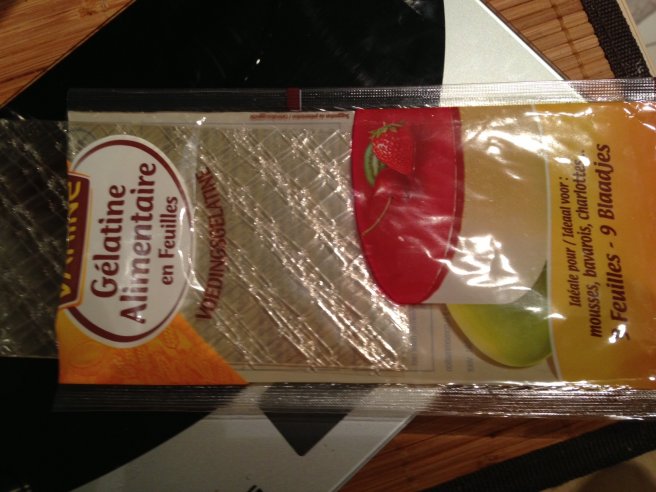 Gélatine
Alimentaire
en Feuilles
VOEDINGSGELATINE
Idéale pour / Ideaal voor :
mousses, bavarois, charlottes...
Feuilles - 9 Blaadjes